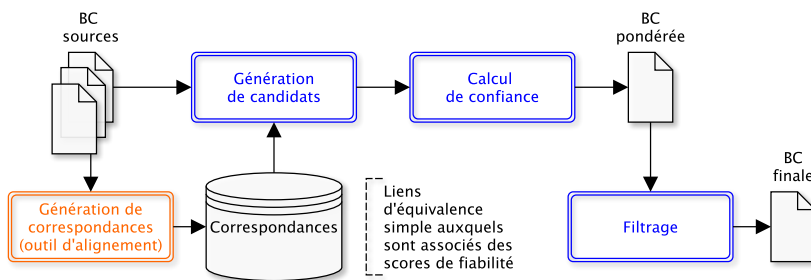 BC
sources
Génération
de candidats
Calcul
de confiance
BC
pondérée
Génération de
correspondances
(outil d'alignement)
Correspondances
Liens
d'équivalence
simple auxquels
sont associés des
scores de fiabilité
Filtrage
BC
finale